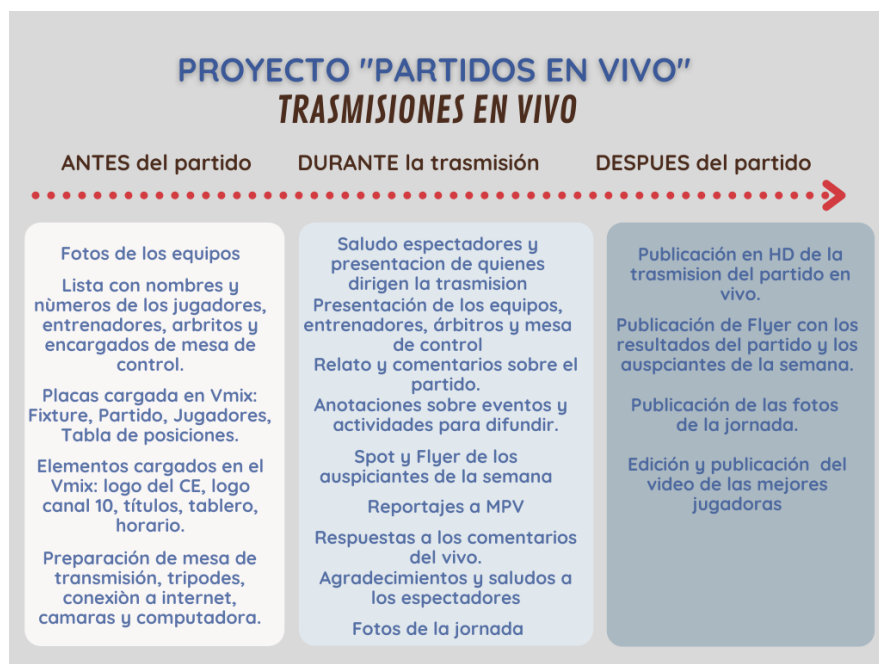 PROYECTO "PARTIDOS EN VIVO"
TRASMISIONES EN VIVO
ANTES del partido
DURANTE la trasmisión
DESPUES del partido
Fotos de los equipos
Lista con nombres y
nùmeros de los jugadores,
entrenadores, arbritos y
encargados de mesa de
control.
Placas cargada en Vmix:
Fixture, Partido, Jugadores,
Tabla de posiciones.
Elementos cargados en el
Vmix: logo del CE, logo
canal 10, títulos, tablero,
horario.
Preparación de mesa de
transmisión, tripodes,
conexiòn a internet,
camaras y computadora.
Saludo espectadores y
presentacion de quienes
dirigen la trasmision
Presentación de los equipos,
entrenadores, árbitros y mesa
de control
Relato y comentarios sobre el
partido.
Anotaciones sobre eventos y
actividades para difundir.
Spot y Flyer de los
auspiciantes de la semana
Reportajes a MPV
Respuestas a los comentarios
del vivo.
Agradecimientos y saludos a
los espectadores
Fotos de la jornada
Publicación en HD de la
trasmision del partido en
vivo.
Publicación de Flyer con los
resultados del partido y los
auspciantes de la semana.
Publicación de las fotos
de la jornada.
Edición y publicación del
video de las mejores
jugadoras